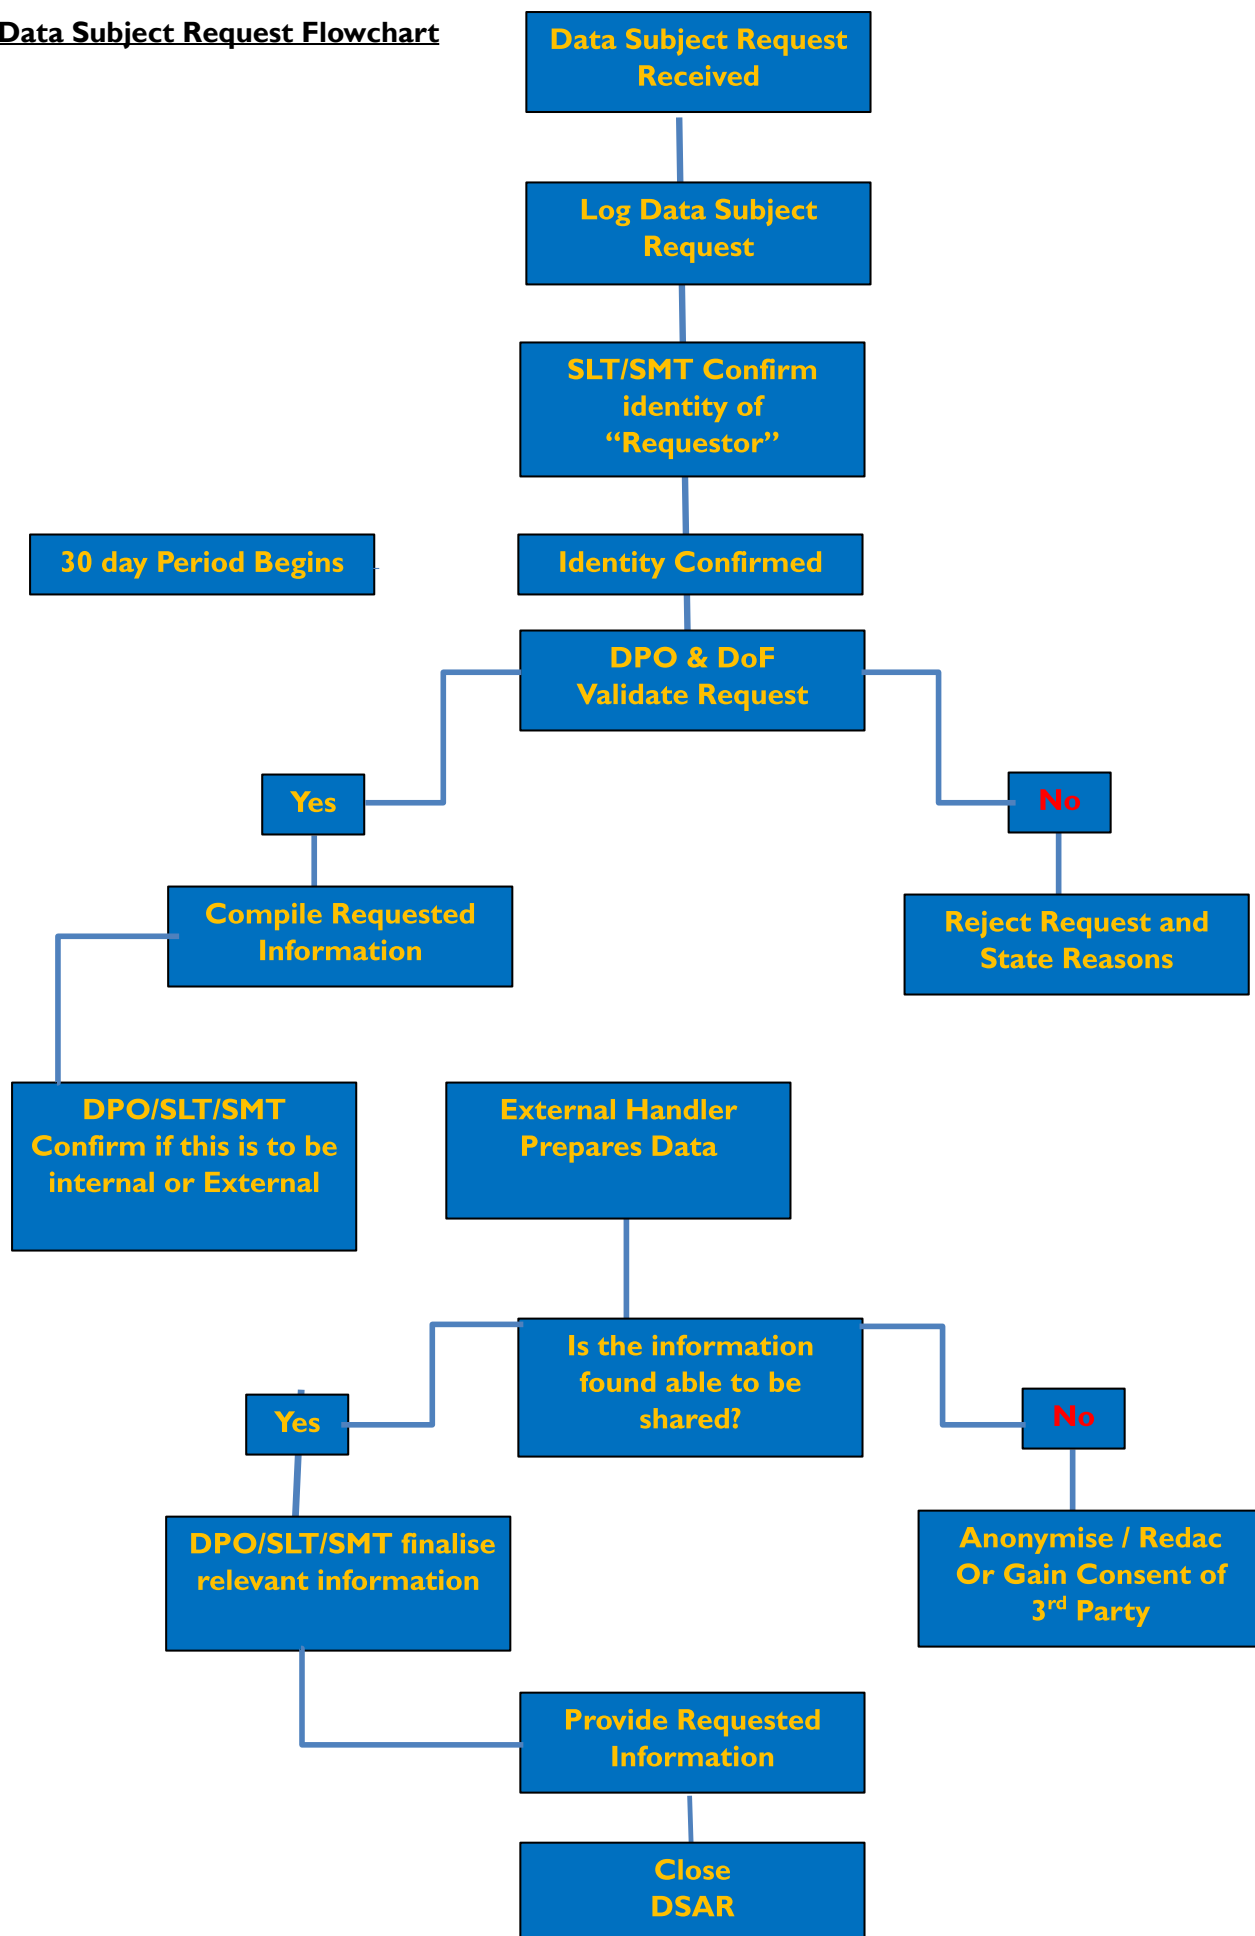 Data Subject Request Flowchart
Data Subject Request
Received
Log Data Subject
Request
SLT/SMT Confirm
identity of
“Requestor”
30 day Period Begins
Identity Confirmed
DPO & DoF
Validate Request
Yes
No
Compile Requested
Information
Reject Request and
State Reasons
DPO/SLT/SMT
Confirm if this is to be
internal or External
External Handler
Prepares Data
Is the information
found able to be
shared?
Yes
No
DPO/SLT/SMT finalise
relevant information
Anonymise / Redac
Or Gain Consent of
3rd Party
Provide Requested
Information
Close
DSAR